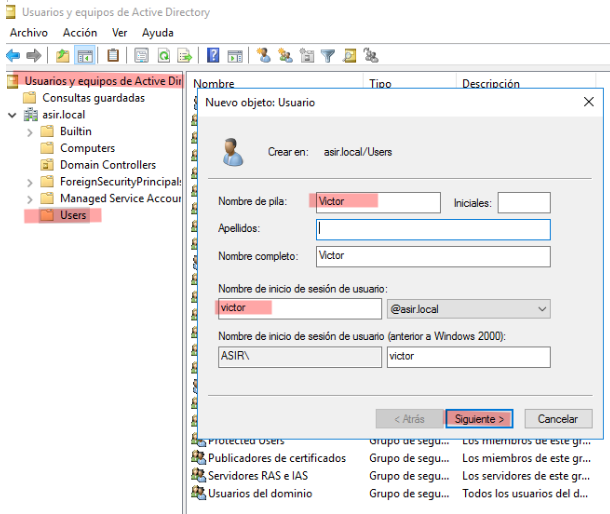 Usuarios y equipos de Active Directory
Archivo Acción Ver Ayuda
Usuarios y equipos de Active Dir
Consultas guardadas
asir.local
Builtin
Computers
Domain Controllers
ForeignSecurityPrincipals
Managed Service Accour
Users
Nombre Tipo Descripción
Nuevo objeto: Usuario
Crear en: asir.local/Users
Nombre de pila: Victor Iniciales:
Apellidos:
Nombre completo: Victor
Nombre de inicio de sesión de usuario:
victor @asir.local
Nombre de inicio de sesión de usuario (anterior a Windows 2000):
ASIR\ victor
< Atrás Siguiente > Cancelar
Protected Users Grupo de segu... Los miembros de este gr...
Publicadores de certificados Grupo de segu... Los miembros de este gr...
Servidores RAS e IAS Grupo de segu... Los servidores de este gr...
Usuarios del dominio Grupo de segu... Todos los usuarios del d...